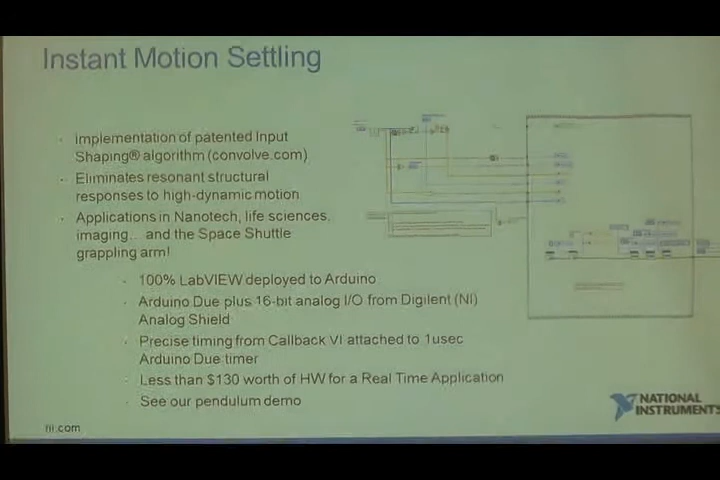 Instant Motion Settling
Implementation of patented Input
Shaping® algorithm (convolve.com)
Eliminates resonant structural
responses to high-dynamic motion
Applications in Nanotech, life sciences,
imaging... and the Space Shuttle
grappling arm!
100% LabVIEW deployed to Arduino
Arduino Due plus 16-bit analog I/O from Digilent (NI)
Analog Shield
Precise timing from Callback VI attached to 1usec
Arduino Due timer
Less than $130 worth of HW for a Real Time Application
See our pendulum demo
ni.com
NATIONAL
INSTRUMENTS